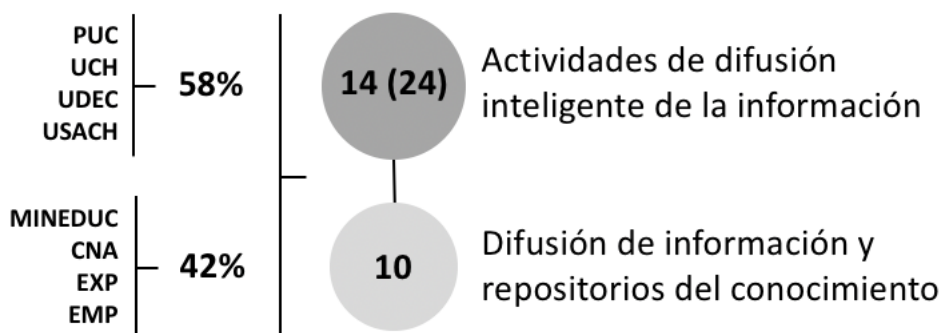 PUC
UCH
UDEC
USACH
58%
14 (24)
Actividades de difusión
inteligente de la información
MINEDUC
CNA
EXP
EMP
42%
10
Difusión de información y
repositorios del conocimiento